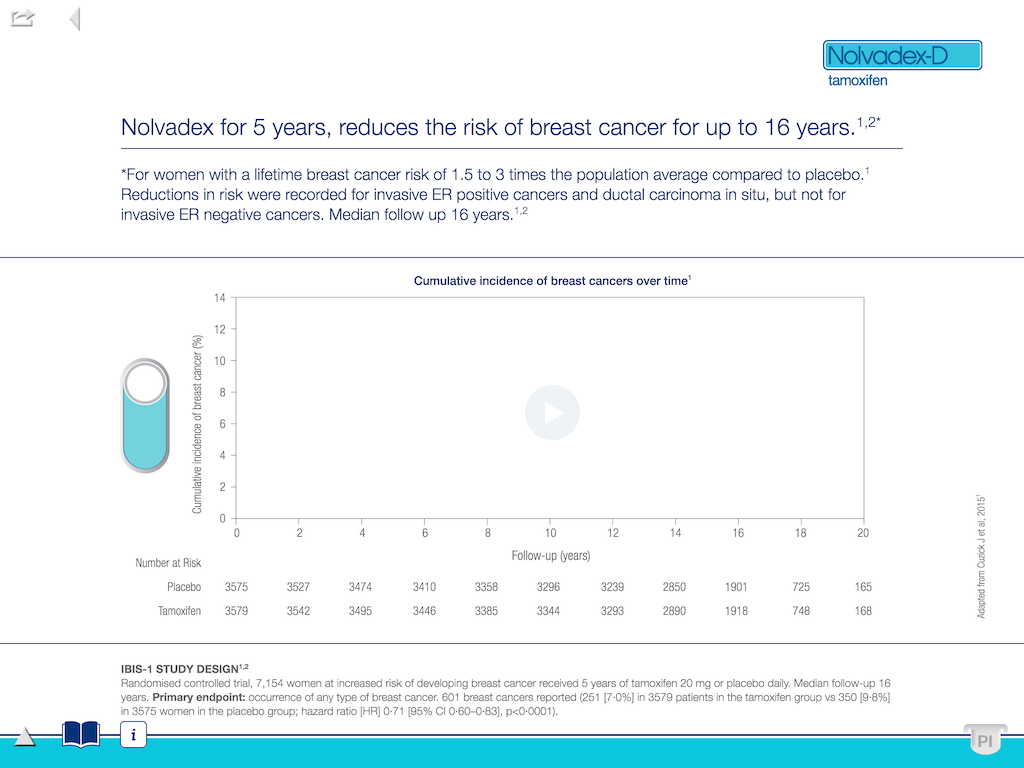 Nolvadex-D
tamoxifen
Nolvadex for 5 years, reduces the risk of breast cancer for up to 16 years.1,2*
*For women with a lifetime breast cancer risk of 1.5 to 3 times the population average compared to placebo.1
Reductions in risk were recorded for invasive ER positive cancers and ductal carcinoma in situ, but not for
invasive ER negative cancers. Median follow up 16 years.1,2
Cumulative incidence of breast cancers over time1
Cumulative incidence of breast cancer (%)
14
12
10
8
6
4
2
0
0 2 4 6 8 10 12 14 16 18 20
Follow-up (years)
Number at Risk
Placebo 3575 3527 3474 3410 3358 3296 3239 2850 1901 725 165
Tamoxifen 3579 3542 3495 3446 3385 3344 3293 2890 1918 748 168
Adapted from Cuzick J et al, 20151
IBIS-1 STUDY DESIGN1,2
Randomised controlled trial, 7,154 women at increased risk of developing breast cancer received 5 years of tamoxifen 20 mg or placebo daily. Median follow-up 16
years. Primary endpoint: occurrence of any type of breast cancer. 601 breast cancers reported (251 [7·0%] in 3579 patients in the tamoxifen group vs 350 [9·8%]
in 3575 women in the placebo group; hazard ratio [HR] 0·71 [95% CI 0·60–0·83], p<0·0001).
i
PI